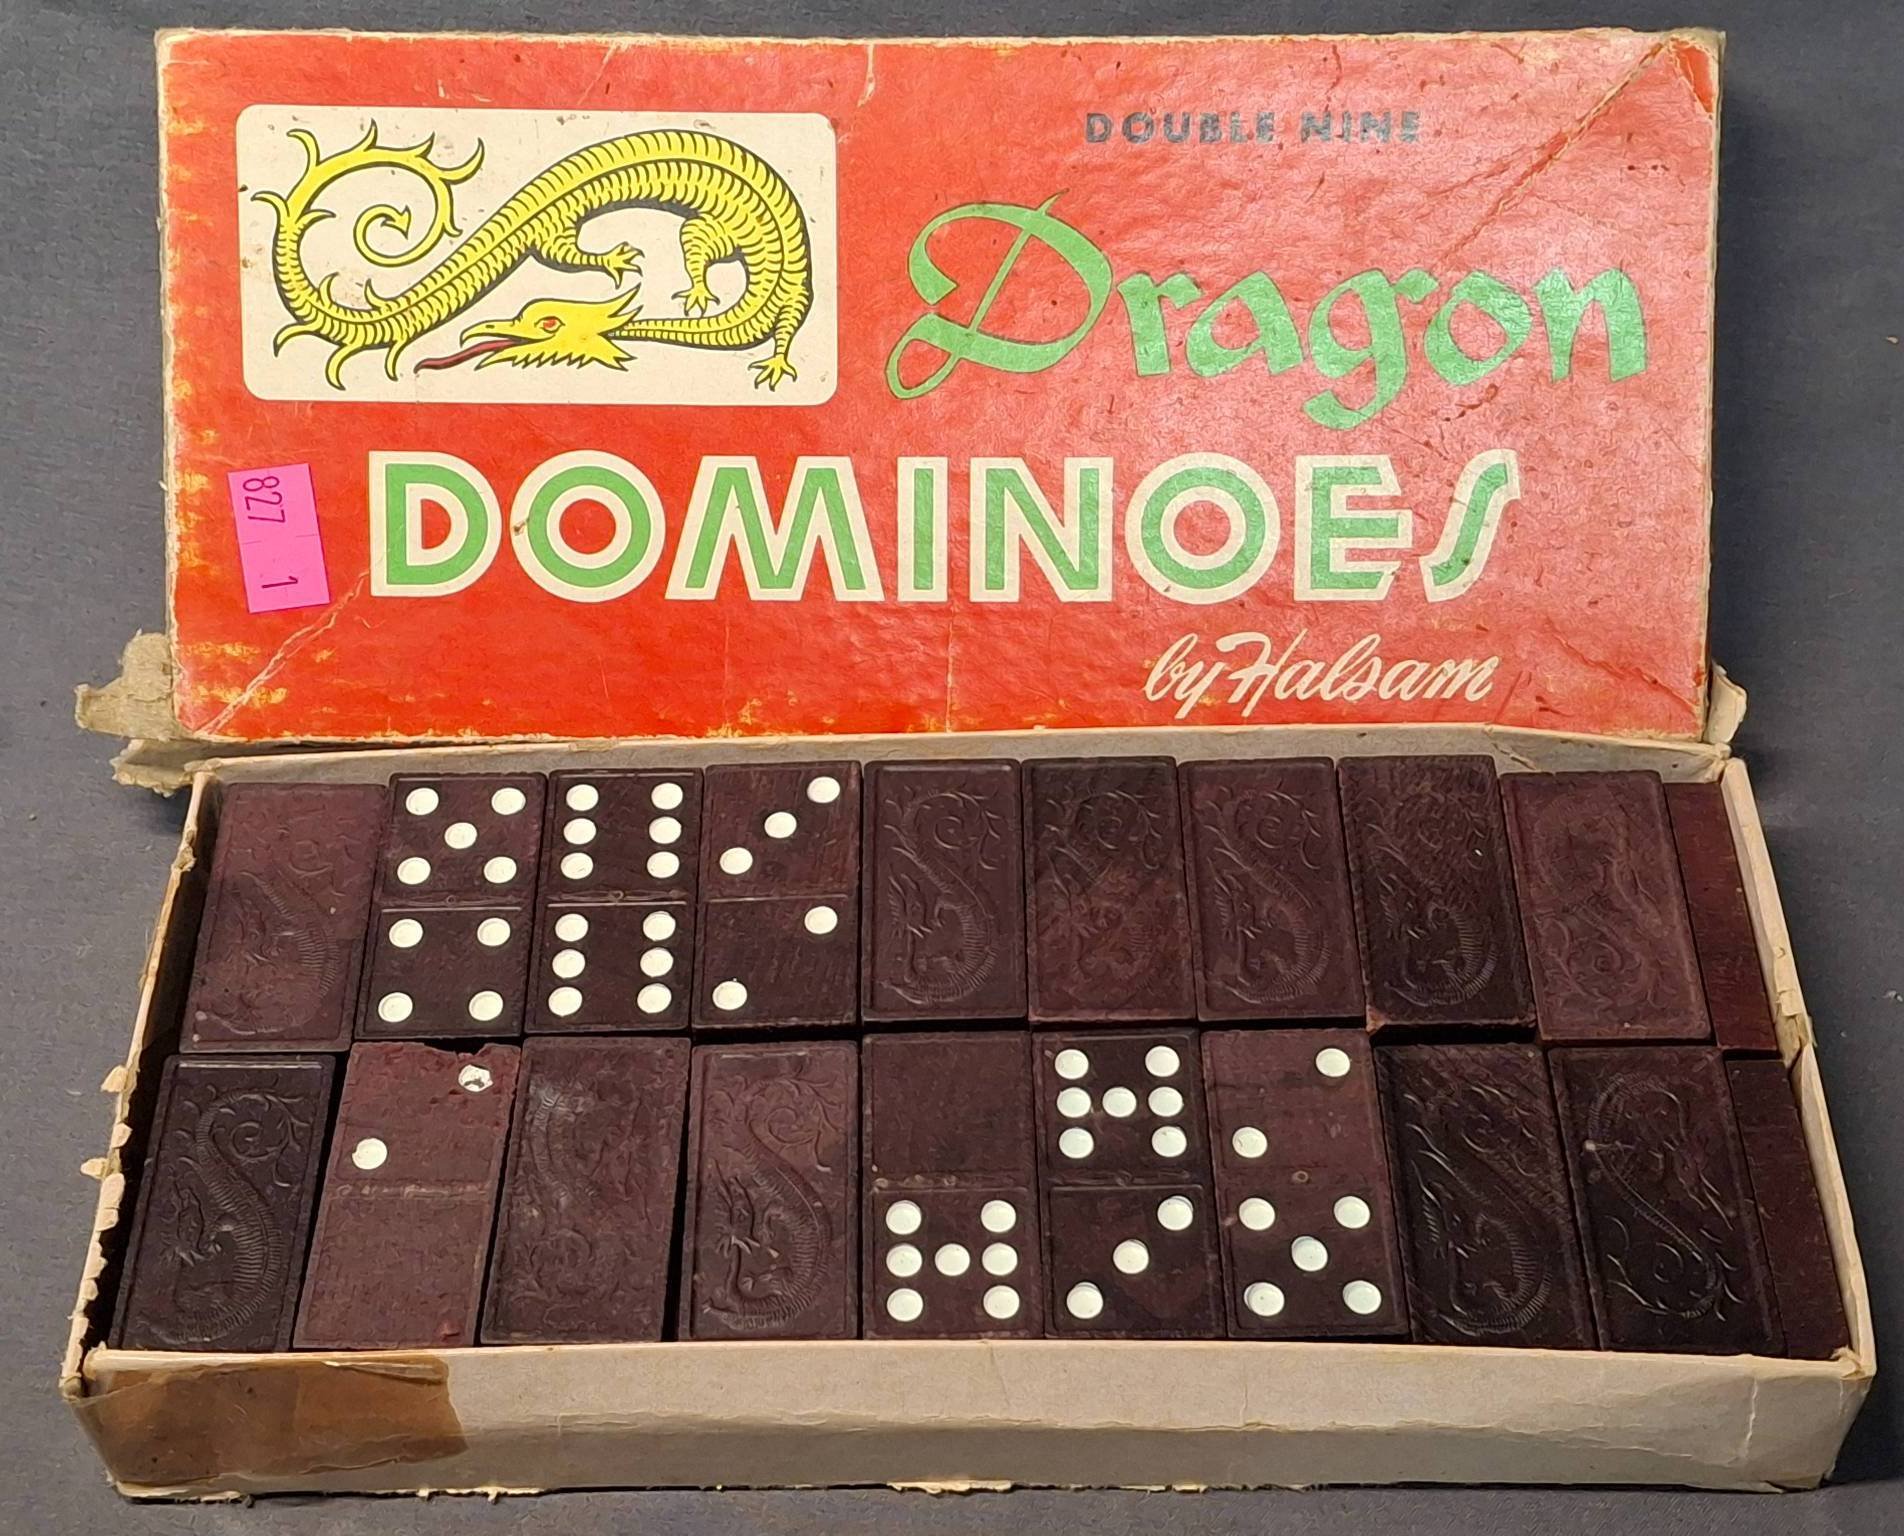 DOUBLE NINE
Dragon
DOMINOES
by Halsam
827 1